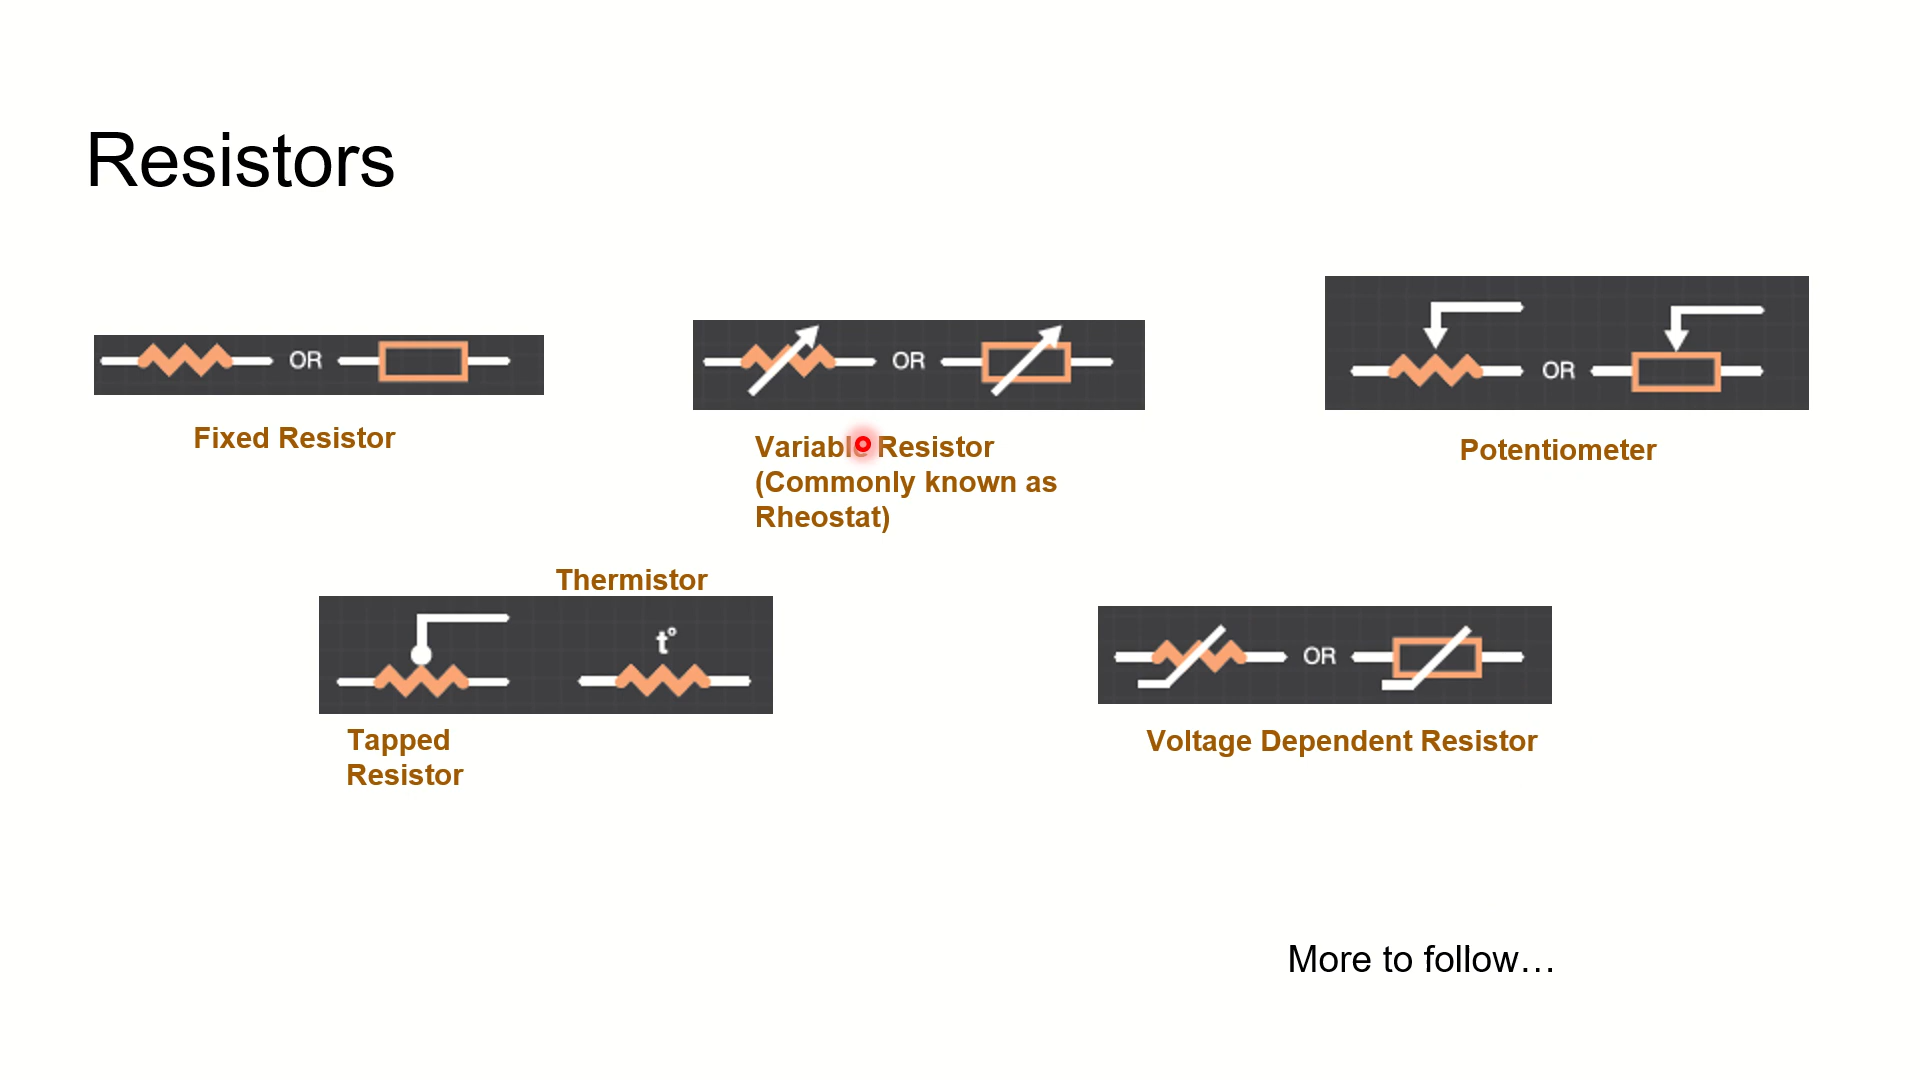 Resistors
OR
Fixed Resistor
OR
Variable Resistor
(Commonly known as
Rheostat)
OR
Potentiometer
Thermistor
t°
Tapped
Resistor
OR
Voltage Dependent Resistor
More to follow…